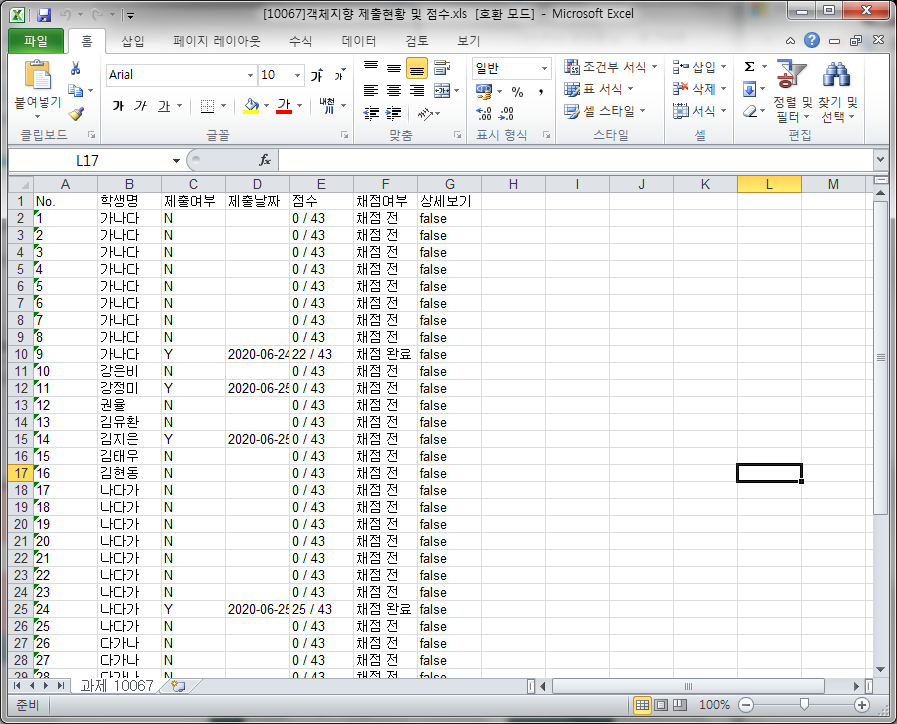 [10067]객체지향 제출현황 및 점수.xls [호환 모드] - Microsoft Excel
파일 홈 삽입 페이지 레이아웃 수식 데이터 검토 보기
Arial 10 가 가 일반 조건부 서식 삽입 Σ
붙여넣기 % , 표 서식 삭제 정렬 및 필터 찾기 및 선택
가 가 가 가 내천 셀 스타일 서식
클립보드 글꼴 맞춤 표시 형식 스타일 셀 편집
L17 fx
A B C D E F G H I J K L M
1 No. 학생명 제출여부 제출날짜 점수 채점여부 상세보기
2 1 가나다 N 0 / 43 채점 전 false
3 2 가나다 N 0 / 43 채점 전 false
4 3 가나다 N 0 / 43 채점 전 false
5 4 가나다 N 0 / 43 채점 전 false
6 5 가나다 N 0 / 43 채점 전 false
7 6 가나다 N 0 / 43 채점 전 false
8 7 가나다 N 0 / 43 채점 전 false
9 8 가나다 N 0 / 43 채점 전 false
10 9 가나다 Y 2020-06-24 22 / 43 채점 완료 false
11 10 강은비 N 0 / 43 채점 전 false
12 11 강정미 Y 2020-06-25 0 / 43 채점 전 false
13 12 권율 N 0 / 43 채점 전 false
14 13 김유환 N 0 / 43 채점 전 false
15 14 김지은 Y 2020-06-25 0 / 43 채점 전 false
16 15 김태우 N 0 / 43 채점 전 false
17 16 김현동 N 0 / 43 채점 전 false
18 17 나다가 N 0 / 43 채점 전 false
19 18 나다가 N 0 / 43 채점 전 false
20 19 나다가 N 0 / 43 채점 전 false
21 20 나다가 N 0 / 43 채점 전 false
22 21 나다가 N 0 / 43 채점 전 false
23 22 나다가 N 0 / 43 채점 전 false
24 23 나다가 N 0 / 43 채점 전 false
25 24 나다가 Y 2020-06-25 25 / 43 채점 완료 false
26 25 나다가 N 0 / 43 채점 전 false
27 26 다가나 N 0 / 43 채점 전 false
28 27 다가나 N 0 / 43 채점 전 false
29 28 다가나 N 0 / 43 채점 전 false
과제 10067
준비 100%